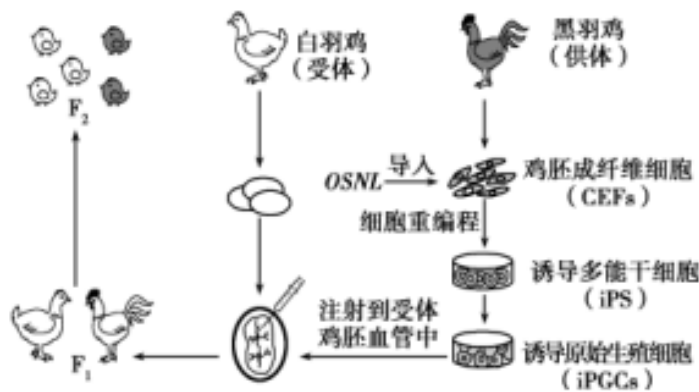 白羽鸡
（受体）
黑羽鸡
（供体）
F₂
OSNL
导入
鸡胚成纤维细胞
（CEFs）
细胞重编程
诱导多能干细胞
（iPS）
注射到受体
鸡胚血管中
诱导原始生殖细胞
（iPGCs）
F₁